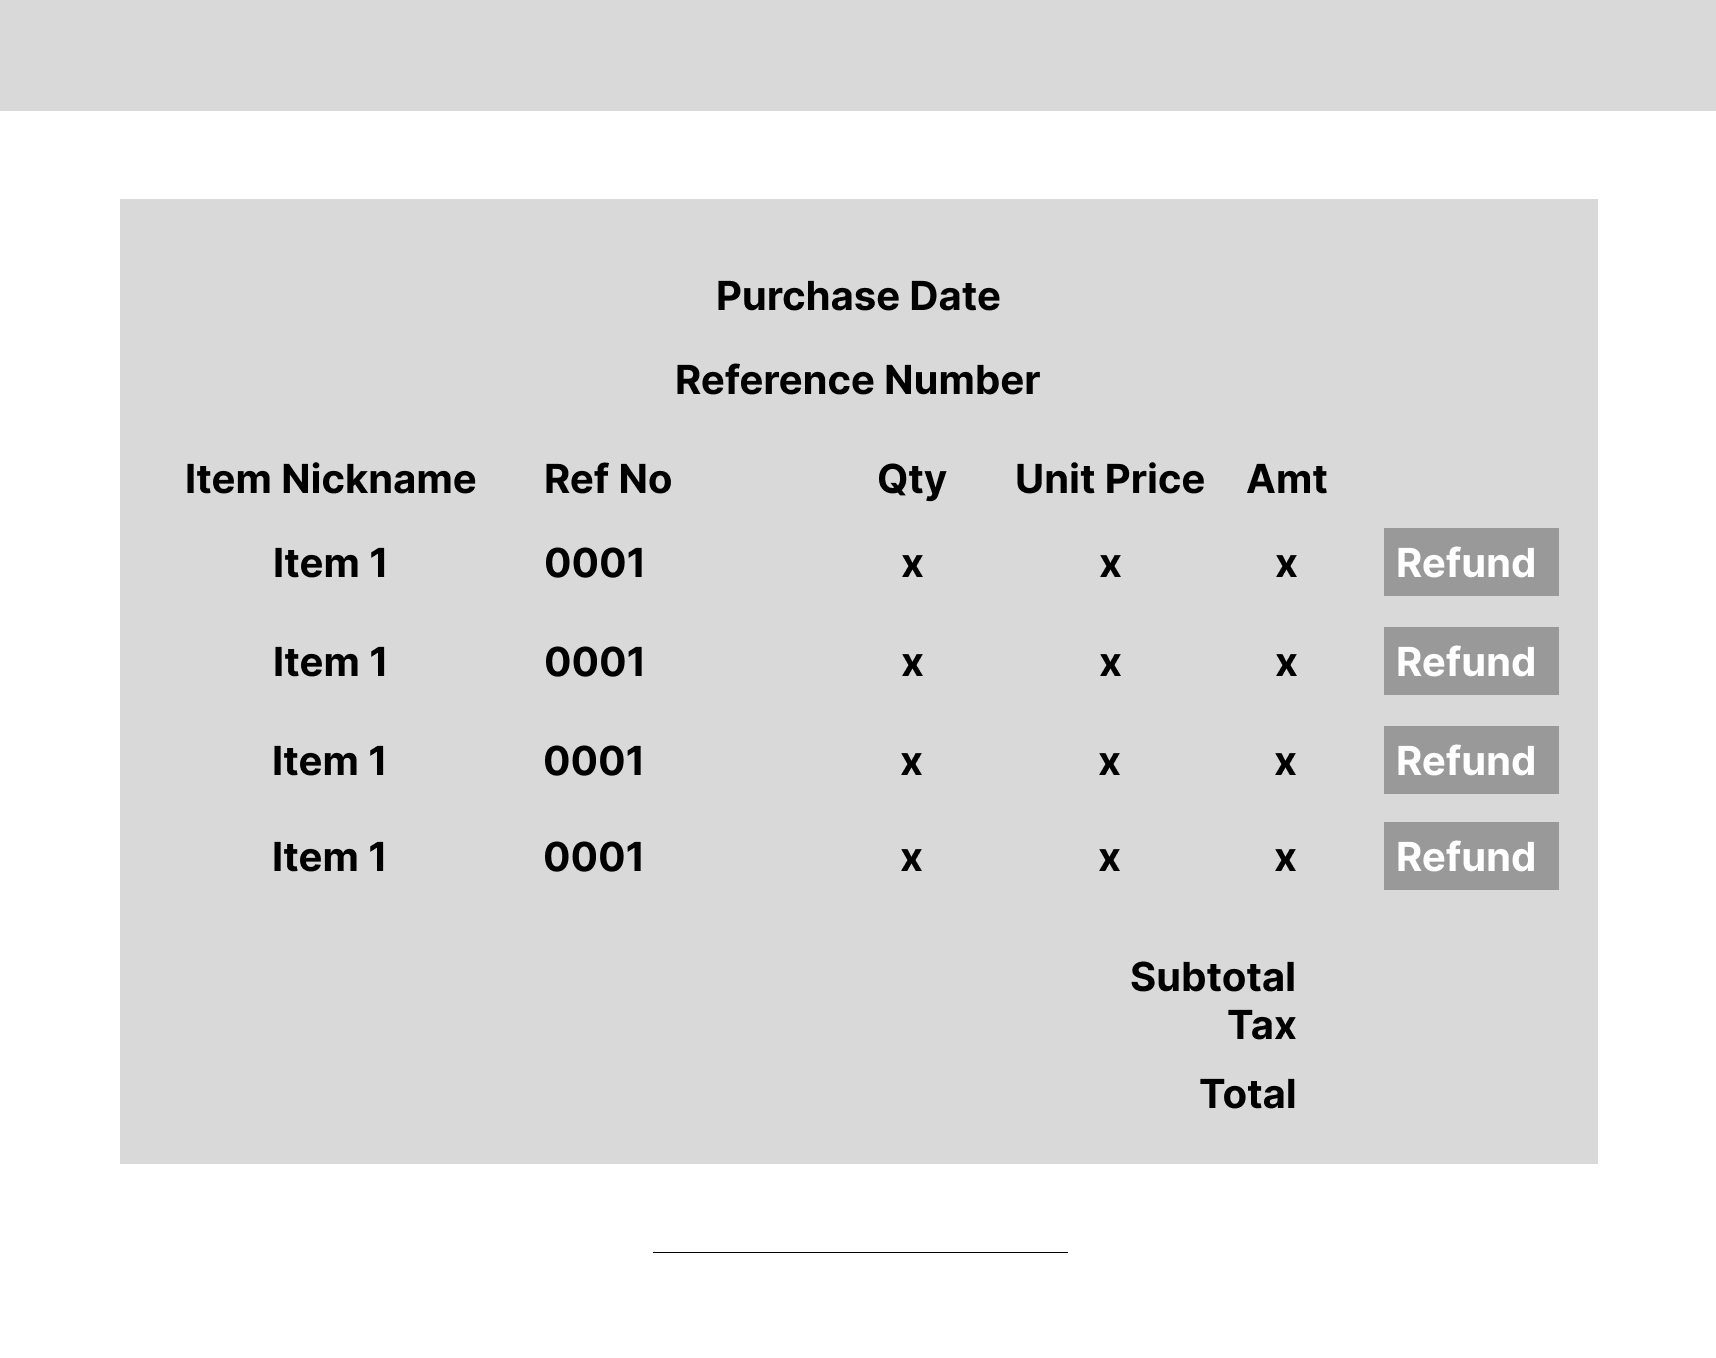 Purchase Date
Reference Number
Item Nickname Ref No Qty Unit Price Amt
Item 1 0001 x x x Refund
Item 1 0001 x x x Refund
Item 1 0001 x x x Refund
Item 1 0001 x x x Refund
Subtotal
Tax
Total